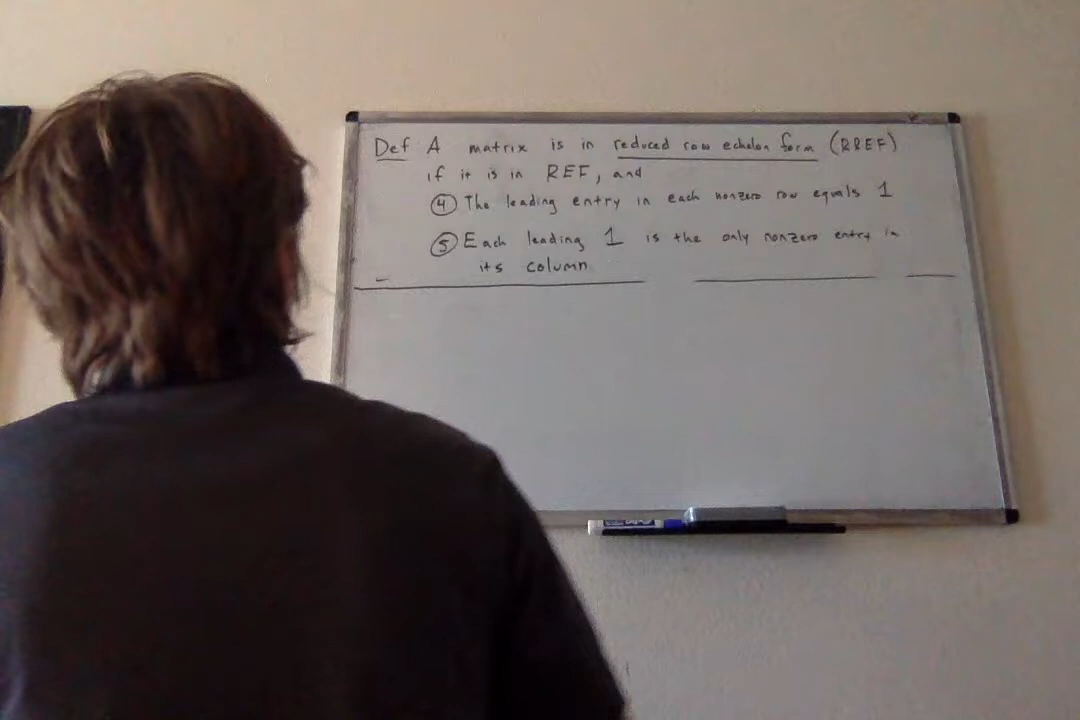 Def A matrix is in reduced row echelon form (RREF)
if it is in REF, and
④ The leading entry in each nonzero row equals 1
⑤ Each leading 1 is the only nonzero entry in
its column